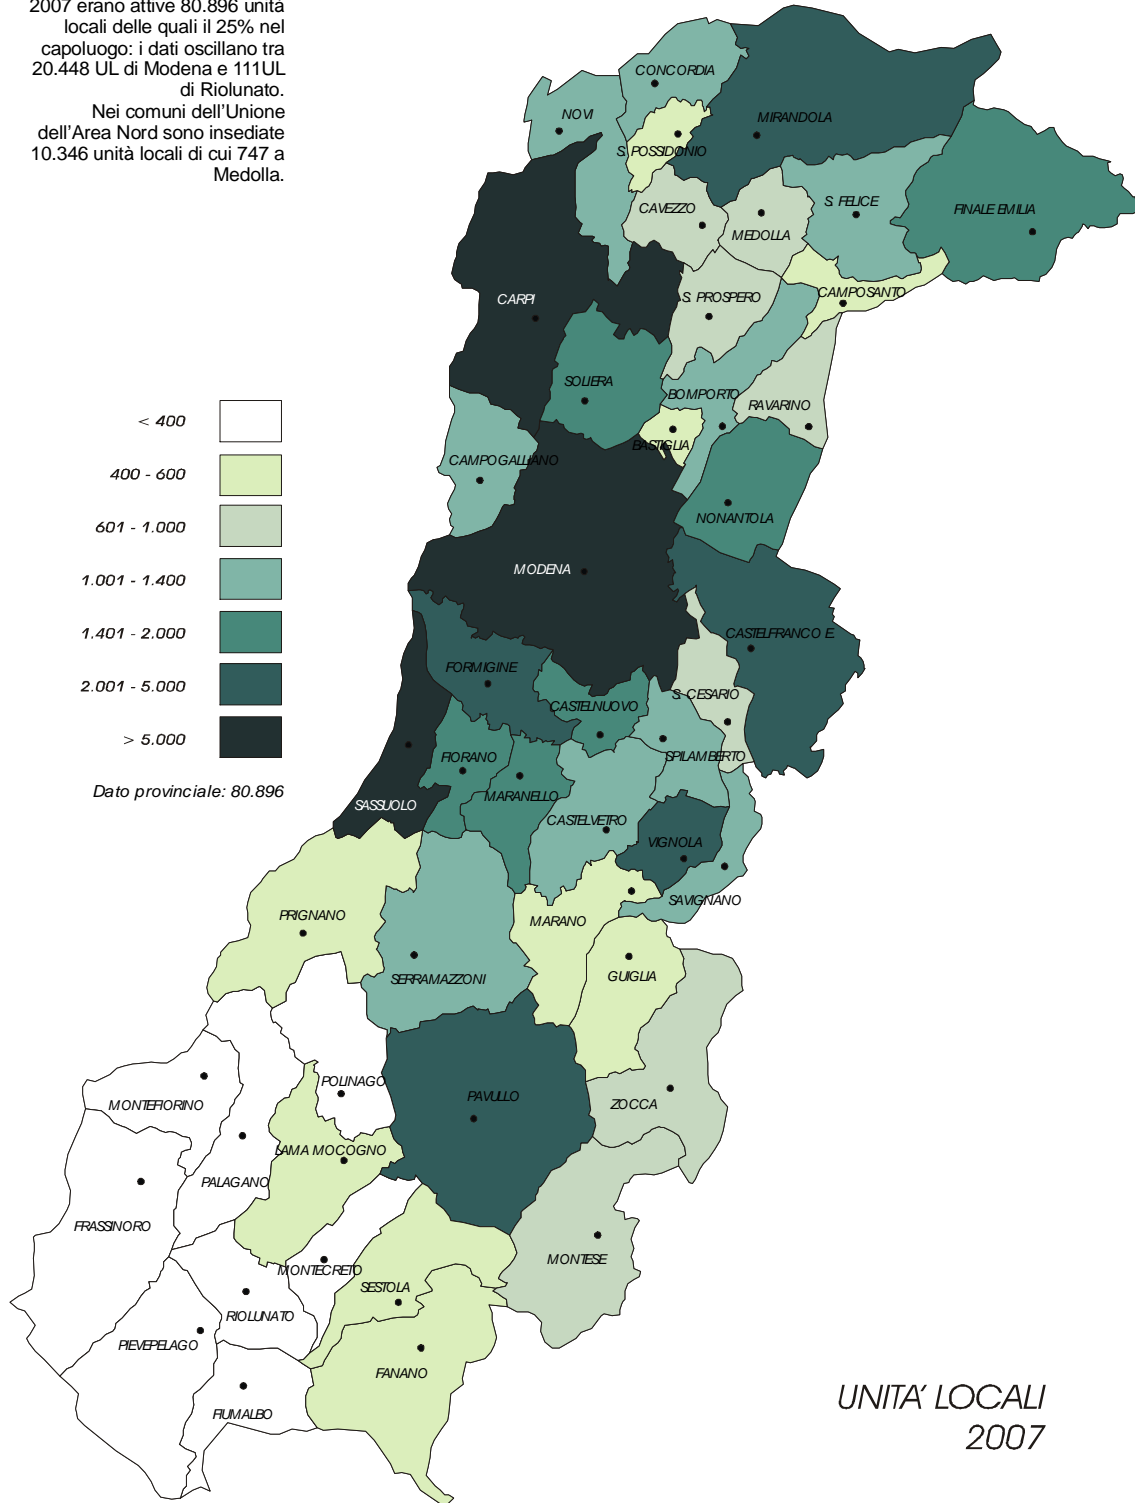 2007 erano attive 80.896 unità
locali delle quali il 25% nel
capoluogo: i dati oscillano tra
20.448 UL di Modena e 111UL
di Riolunato.
Nei comuni dell'Unione
dell'Area Nord sono insediate
10.346 unità locali di cui 747 a
Medolla.
CONCORDIA
NOVI
MIRANDOLA
S. POSSIDONIO
CAVEZZO
MEDOLLA
S. FELICE
FINALE EMILIA
CARPI
S. PROSPERO
CAMPOSANTO
SOLIERA
BOMPORTO
RAVARINO
BASTIGLIA
CAMPOGALLIANO
NONANTOLA
MODENA
CASTELFRANCO E.
FORMIGINE
S. CESARIO
CASTELNUOVO
FIORANO
SPILAMBERTO
MARANELLO
SASSUOLO
CASTELVETRO
VIGNOLA
SAVIGNANO
PRIGNANO
MARANO
SERRAMAZZONI
GUIGLIA
POLINAGO
MONTEFIORINO
PAVULLO
ZOCCA
LAMA MOCOGNO
PALAGANO
FRASSINORO
MONTESE
MONTECRETO
SESTOLA
RIOLUNATO
PIEVEPELAGO
FANANO
FIUMALBO
< 400
400 - 600
601 - 1.000
1.001 - 1.400
1.401 - 2.000
2.001 - 5.000
> 5.000
Dato provinciale: 80.896
UNITA' LOCALI
2007